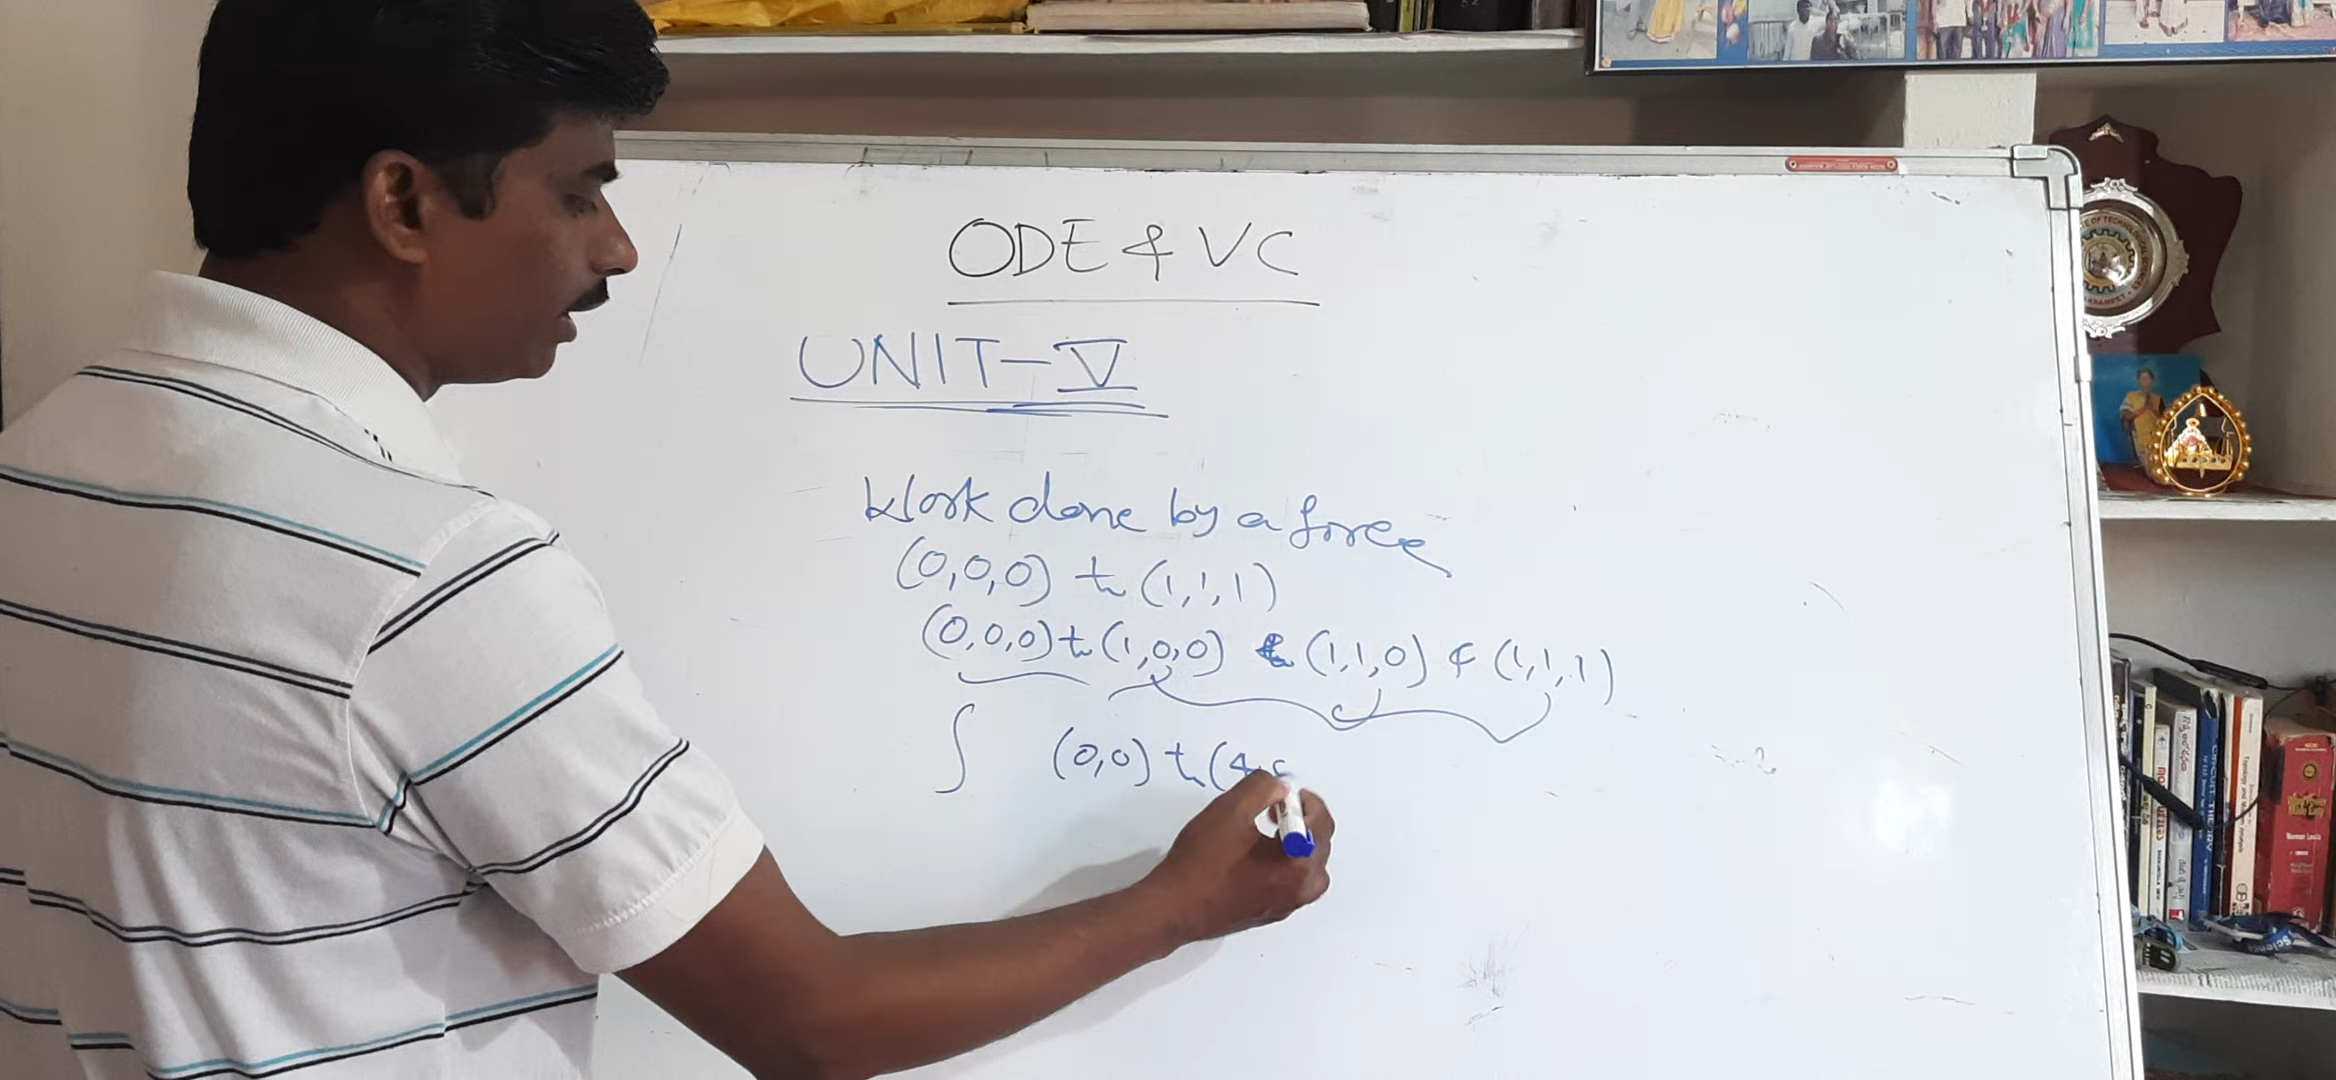 ODE & VC
UNIT-V
Work done by a force
(0,0,0) to (1,1,1)
(0,0,0) to (1,0,0) to (1,1,0) & (1,1,1)
∫ (0,0) to (4,